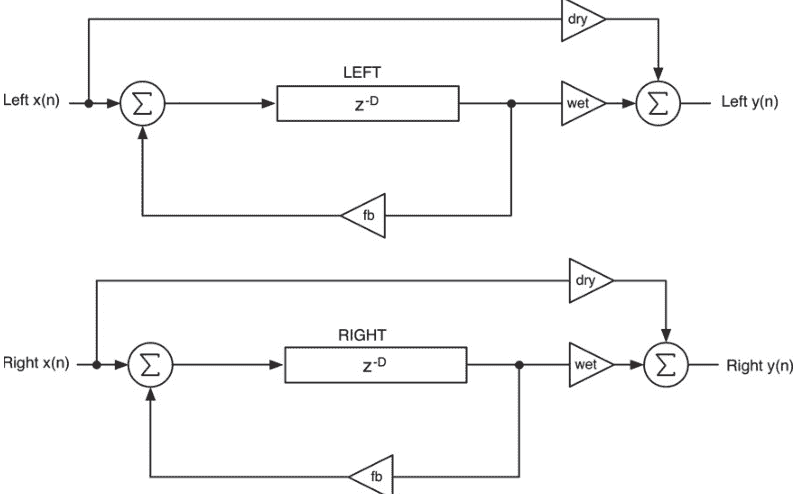 dry
LEFT
Left x(n) Σ z-D wet Σ Left y(n)
fb
dry
RIGHT
Right x(n) Σ z-D wet Σ Right y(n)
fb